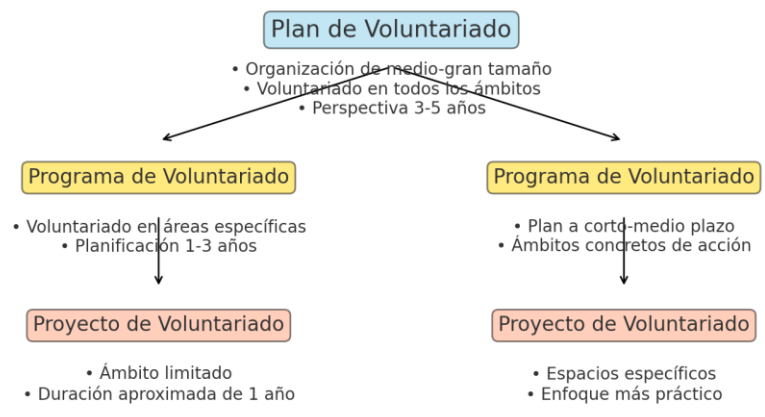 Plan de Voluntariado
• Organización de medio-gran tamaño
• Voluntariado en todos los ámbitos
• Perspectiva 3-5 años
Programa de Voluntariado
• Voluntariado en áreas específicas
• Planificación 1-3 años
Programa de Voluntariado
• Plan a corto-medio plazo
• Ámbitos concretos de acción
Proyecto de Voluntariado
• Ámbito limitado
• Duración aproximada de 1 año
Proyecto de Voluntariado
• Espacios específicos
• Enfoque más práctico